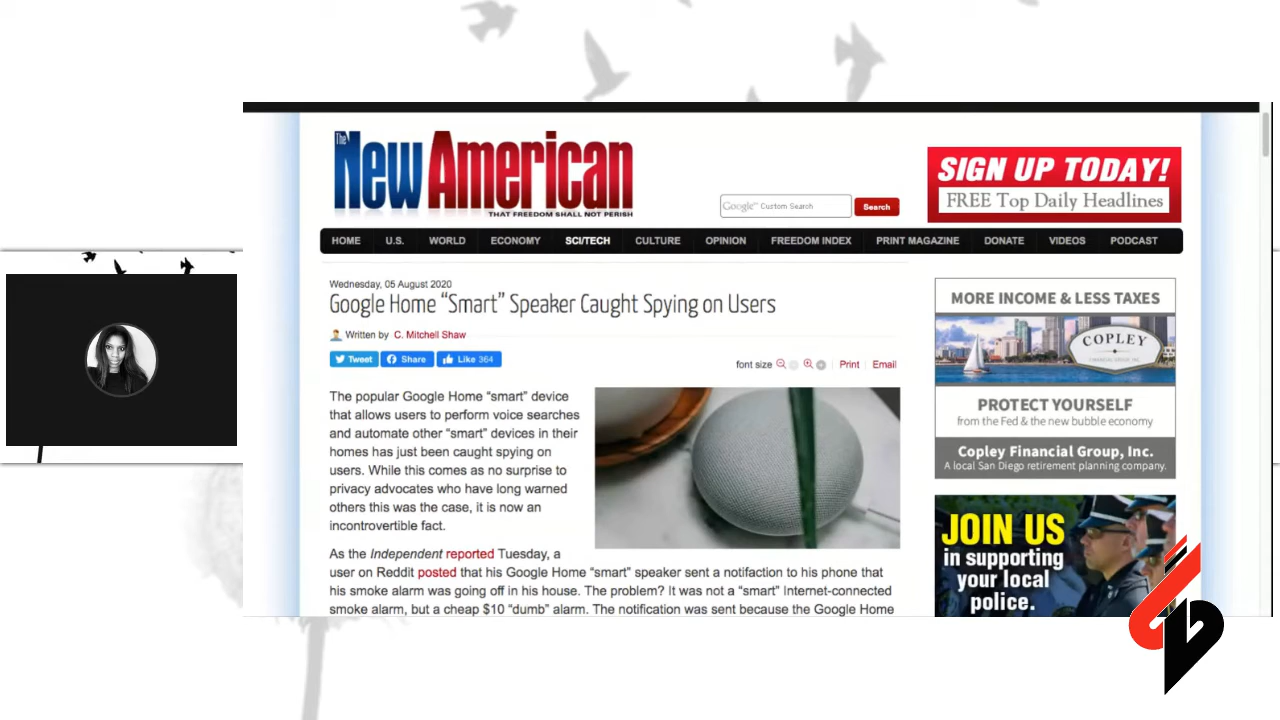 The
New American
THAT FREEDOM SHALL NOT PERISH
Google™ Custom Search
Search
SIGN UP TODAY!
FREE Top Daily Headlines
HOME U.S. WORLD ECONOMY SCI/TECH CULTURE OPINION FREEDOM INDEX PRINT MAGAZINE DONATE VIDEOS PODCAST
Wednesday, 05 August 2020
Google Home “Smart” Speaker Caught Spying on Users
Written by C. Mitchell Shaw
Tweet Share Like 364
font size Print Email
The popular Google Home “smart” device
that allows users to perform voice searches
and automate other “smart” devices in their
homes has just been caught spying on
users. While this comes as no surprise to
privacy advocates who have long warned
others this was the case, it is now an
incontrovertible fact.
As the Independent reported Tuesday, a
user on Reddit posted that his Google Home “smart” speaker sent a notifaction to his phone that
his smoke alarm was going off in his house. The problem? It was not a “smart” Internet-connected
smoke alarm, but a cheap $10 “dumb” alarm. The notification was sent because the Google Home
MORE INCOME & LESS TAXES
COPLEY
FINANCIAL GROUP, INC.
PROTECT YOURSELF
from the Fed & the new bubble economy
Copley Financial Group, Inc.
A local San Diego retirement planning company.
JOIN US
in supporting
your local
police.